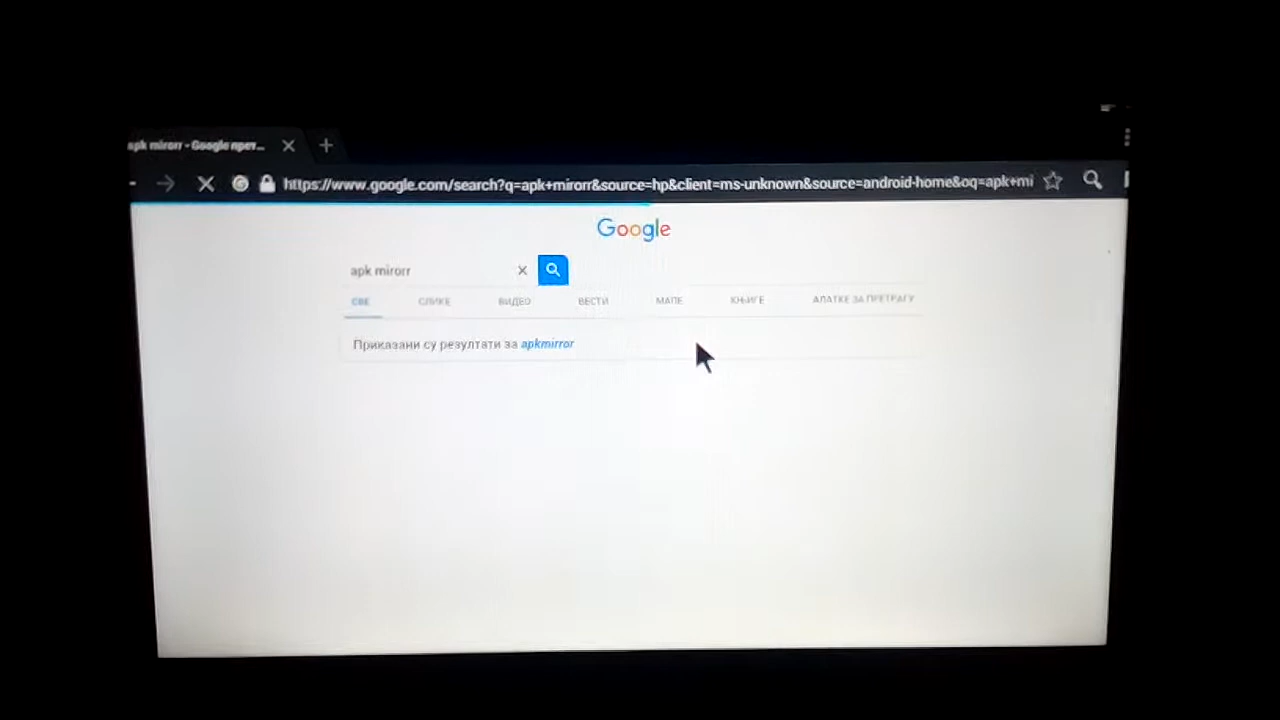 apk mirorr - Google прет...
https://www.google.com/search?q=apk+mirorr&source=hp&client=ms-unknown&source=android-home&oq=apk+mi
Google
apk mirorr
СВЕ СЛИКЕ ВИДЕО ВЕСТИ МАПЕ КЊИГЕ АЛАТКЕ ЗА ПРЕТРАГУ
Приказани су резултати за apkmirror